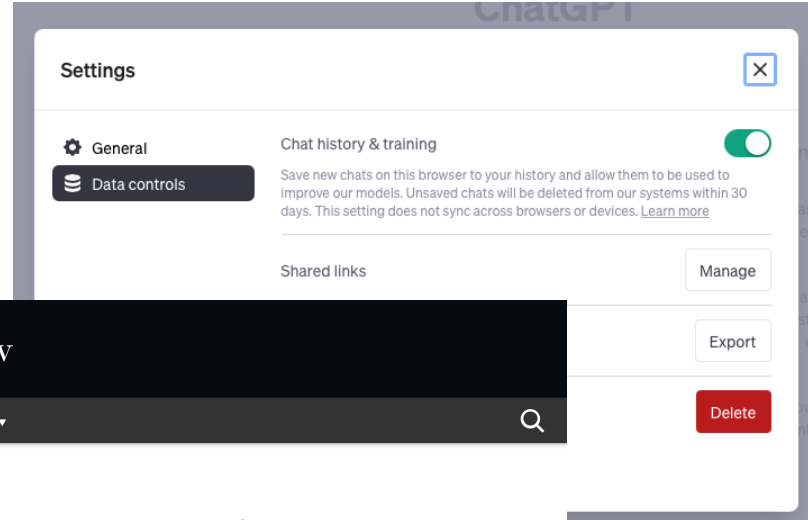 ChatGPT
Settings
General
Data controls
Chat history & training
Save new chats on this browser to your history and allow them to be used to
improve our models. Unsaved chats will be deleted from our systems within 30
days. This setting does not sync across browsers or devices. Learn more
Shared links
Manage
Export
Delete